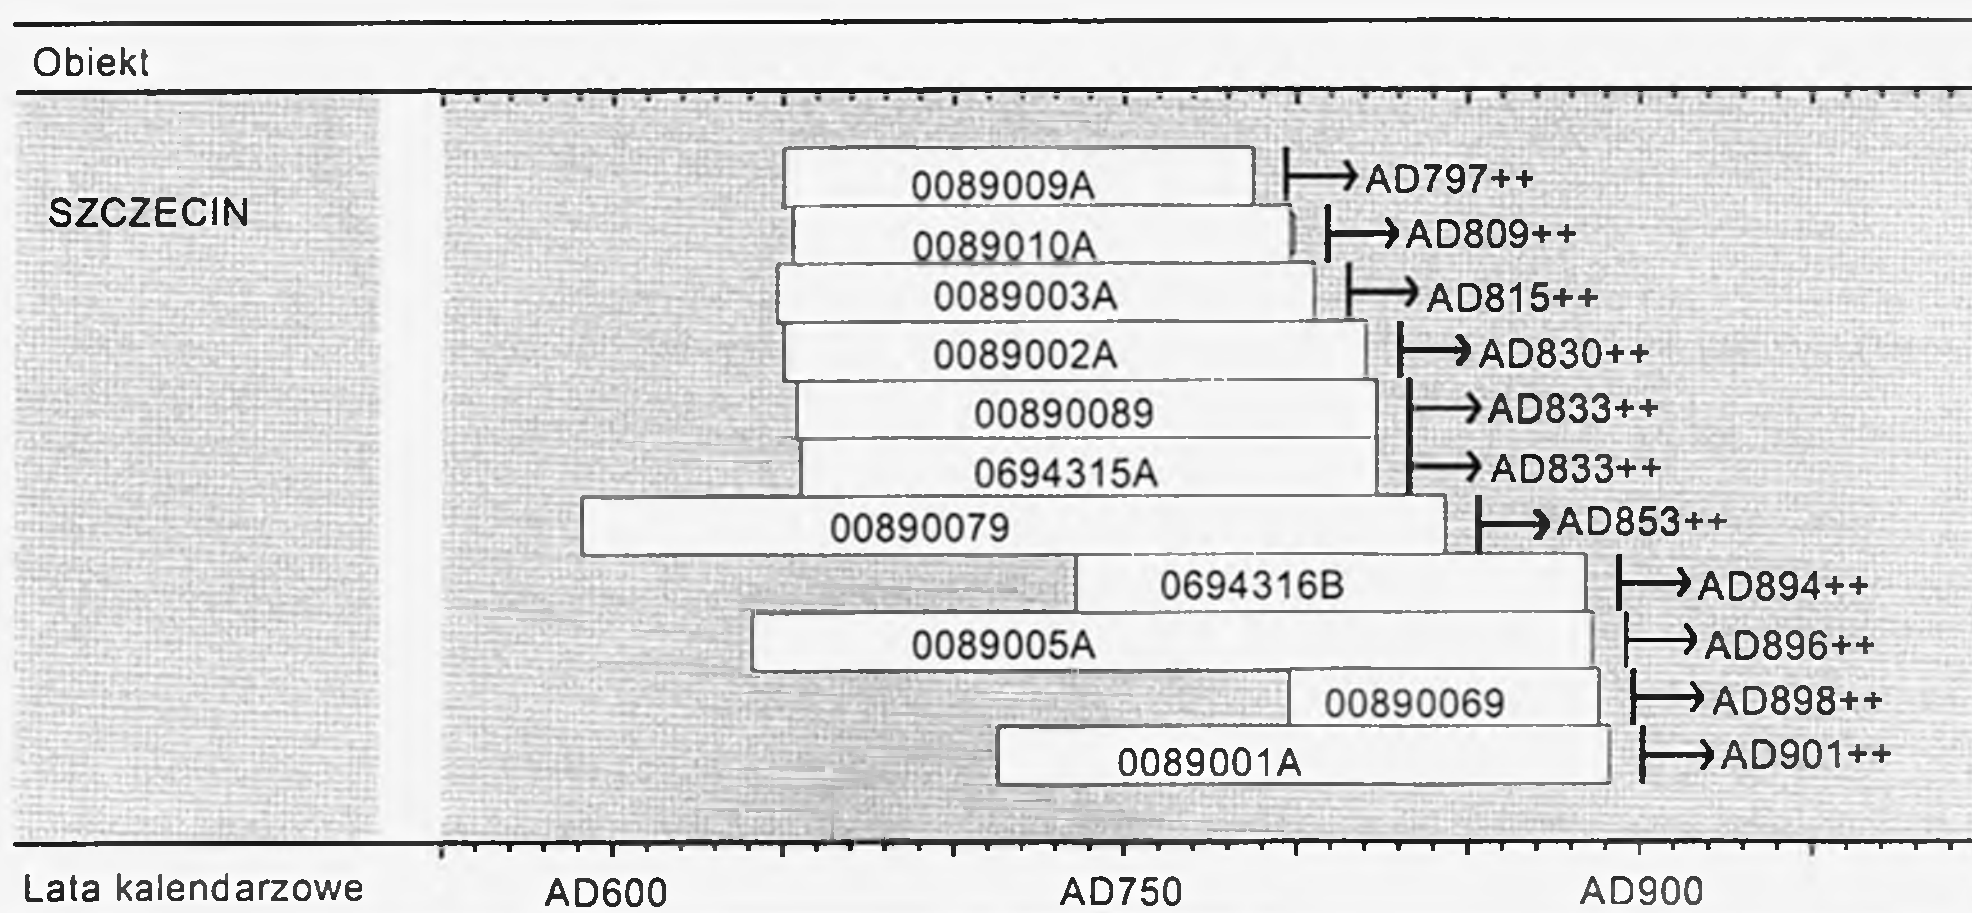 Obiekt
SZCZECIN
0089009A AD797++
0089010A AD809++
0089003A AD815++
0089002A AD830++
00890089 AD833++
0694315A AD833++
00890079 AD853++
0694316B AD894++
0089005A AD896++
00890069 AD898++
0089001A AD901++
Lata kalendarzowe AD600 AD750 AD900